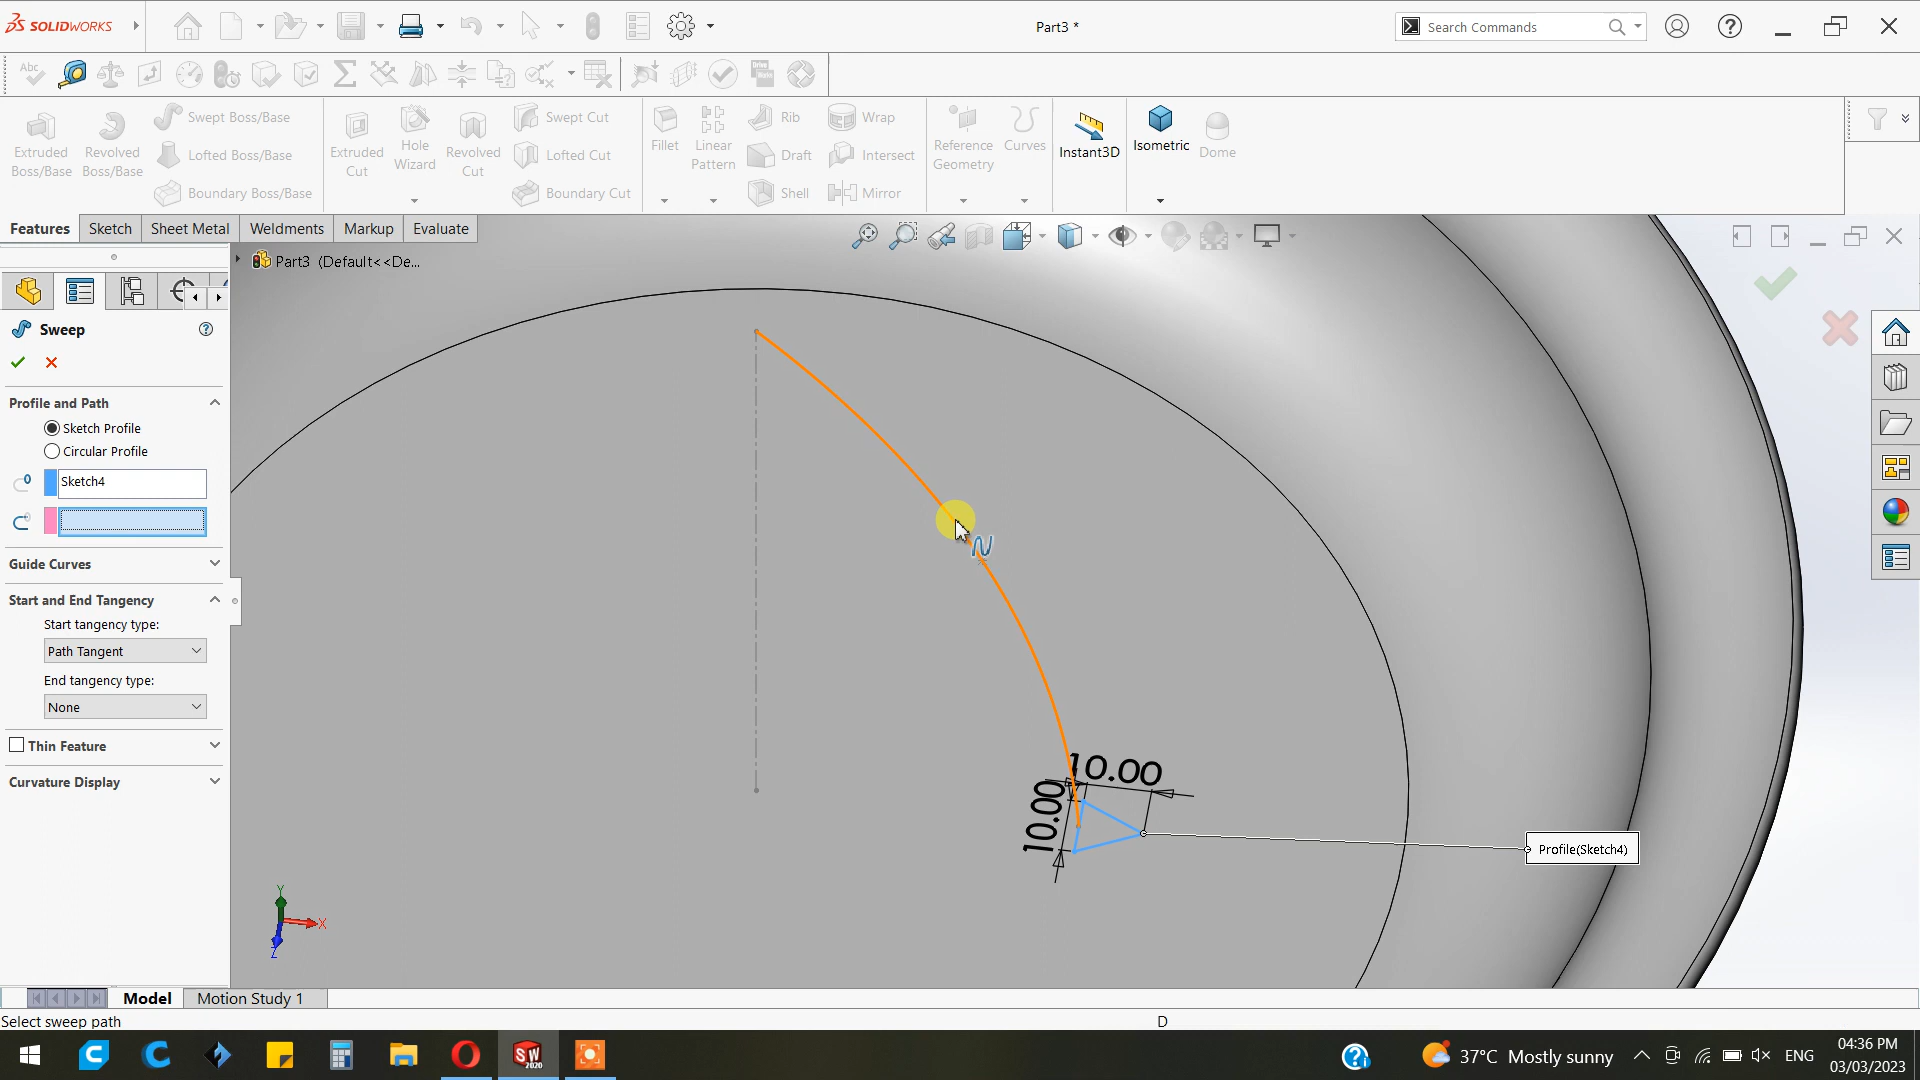 SOLIDWORKS
Part3 *
Search Commands
Abc
Drive Works
Extruded Boss/Base
Revolved Boss/Base
Swept Boss/Base
Lofted Boss/Base
Boundary Boss/Base
Extruded Cut
Hole Wizard
Revolved Cut
Swept Cut
Lofted Cut
Boundary Cut
Fillet
Linear Pattern
Rib
Draft
Shell
Wrap
Intersect
Mirror
Reference Geometry
Curves
Instant3D
Isometric
Dome
Features
Sketch
Sheet Metal
Weldments
Markup
Evaluate
Part3 (Default<<De...
Sweep
Profile and Path
Sketch Profile
Circular Profile
Sketch4
Guide Curves
Start and End Tangency
Start tangency type:
Path Tangent
End tangency type:
None
Thin Feature
Curvature Display
10.00
10.00
Profile(Sketch4)
Y
X
Z
Model
Motion Study 1
Select sweep path
D
SW
2020
37°C Mostly sunny
ENG
04:36 PM
03/03/2023